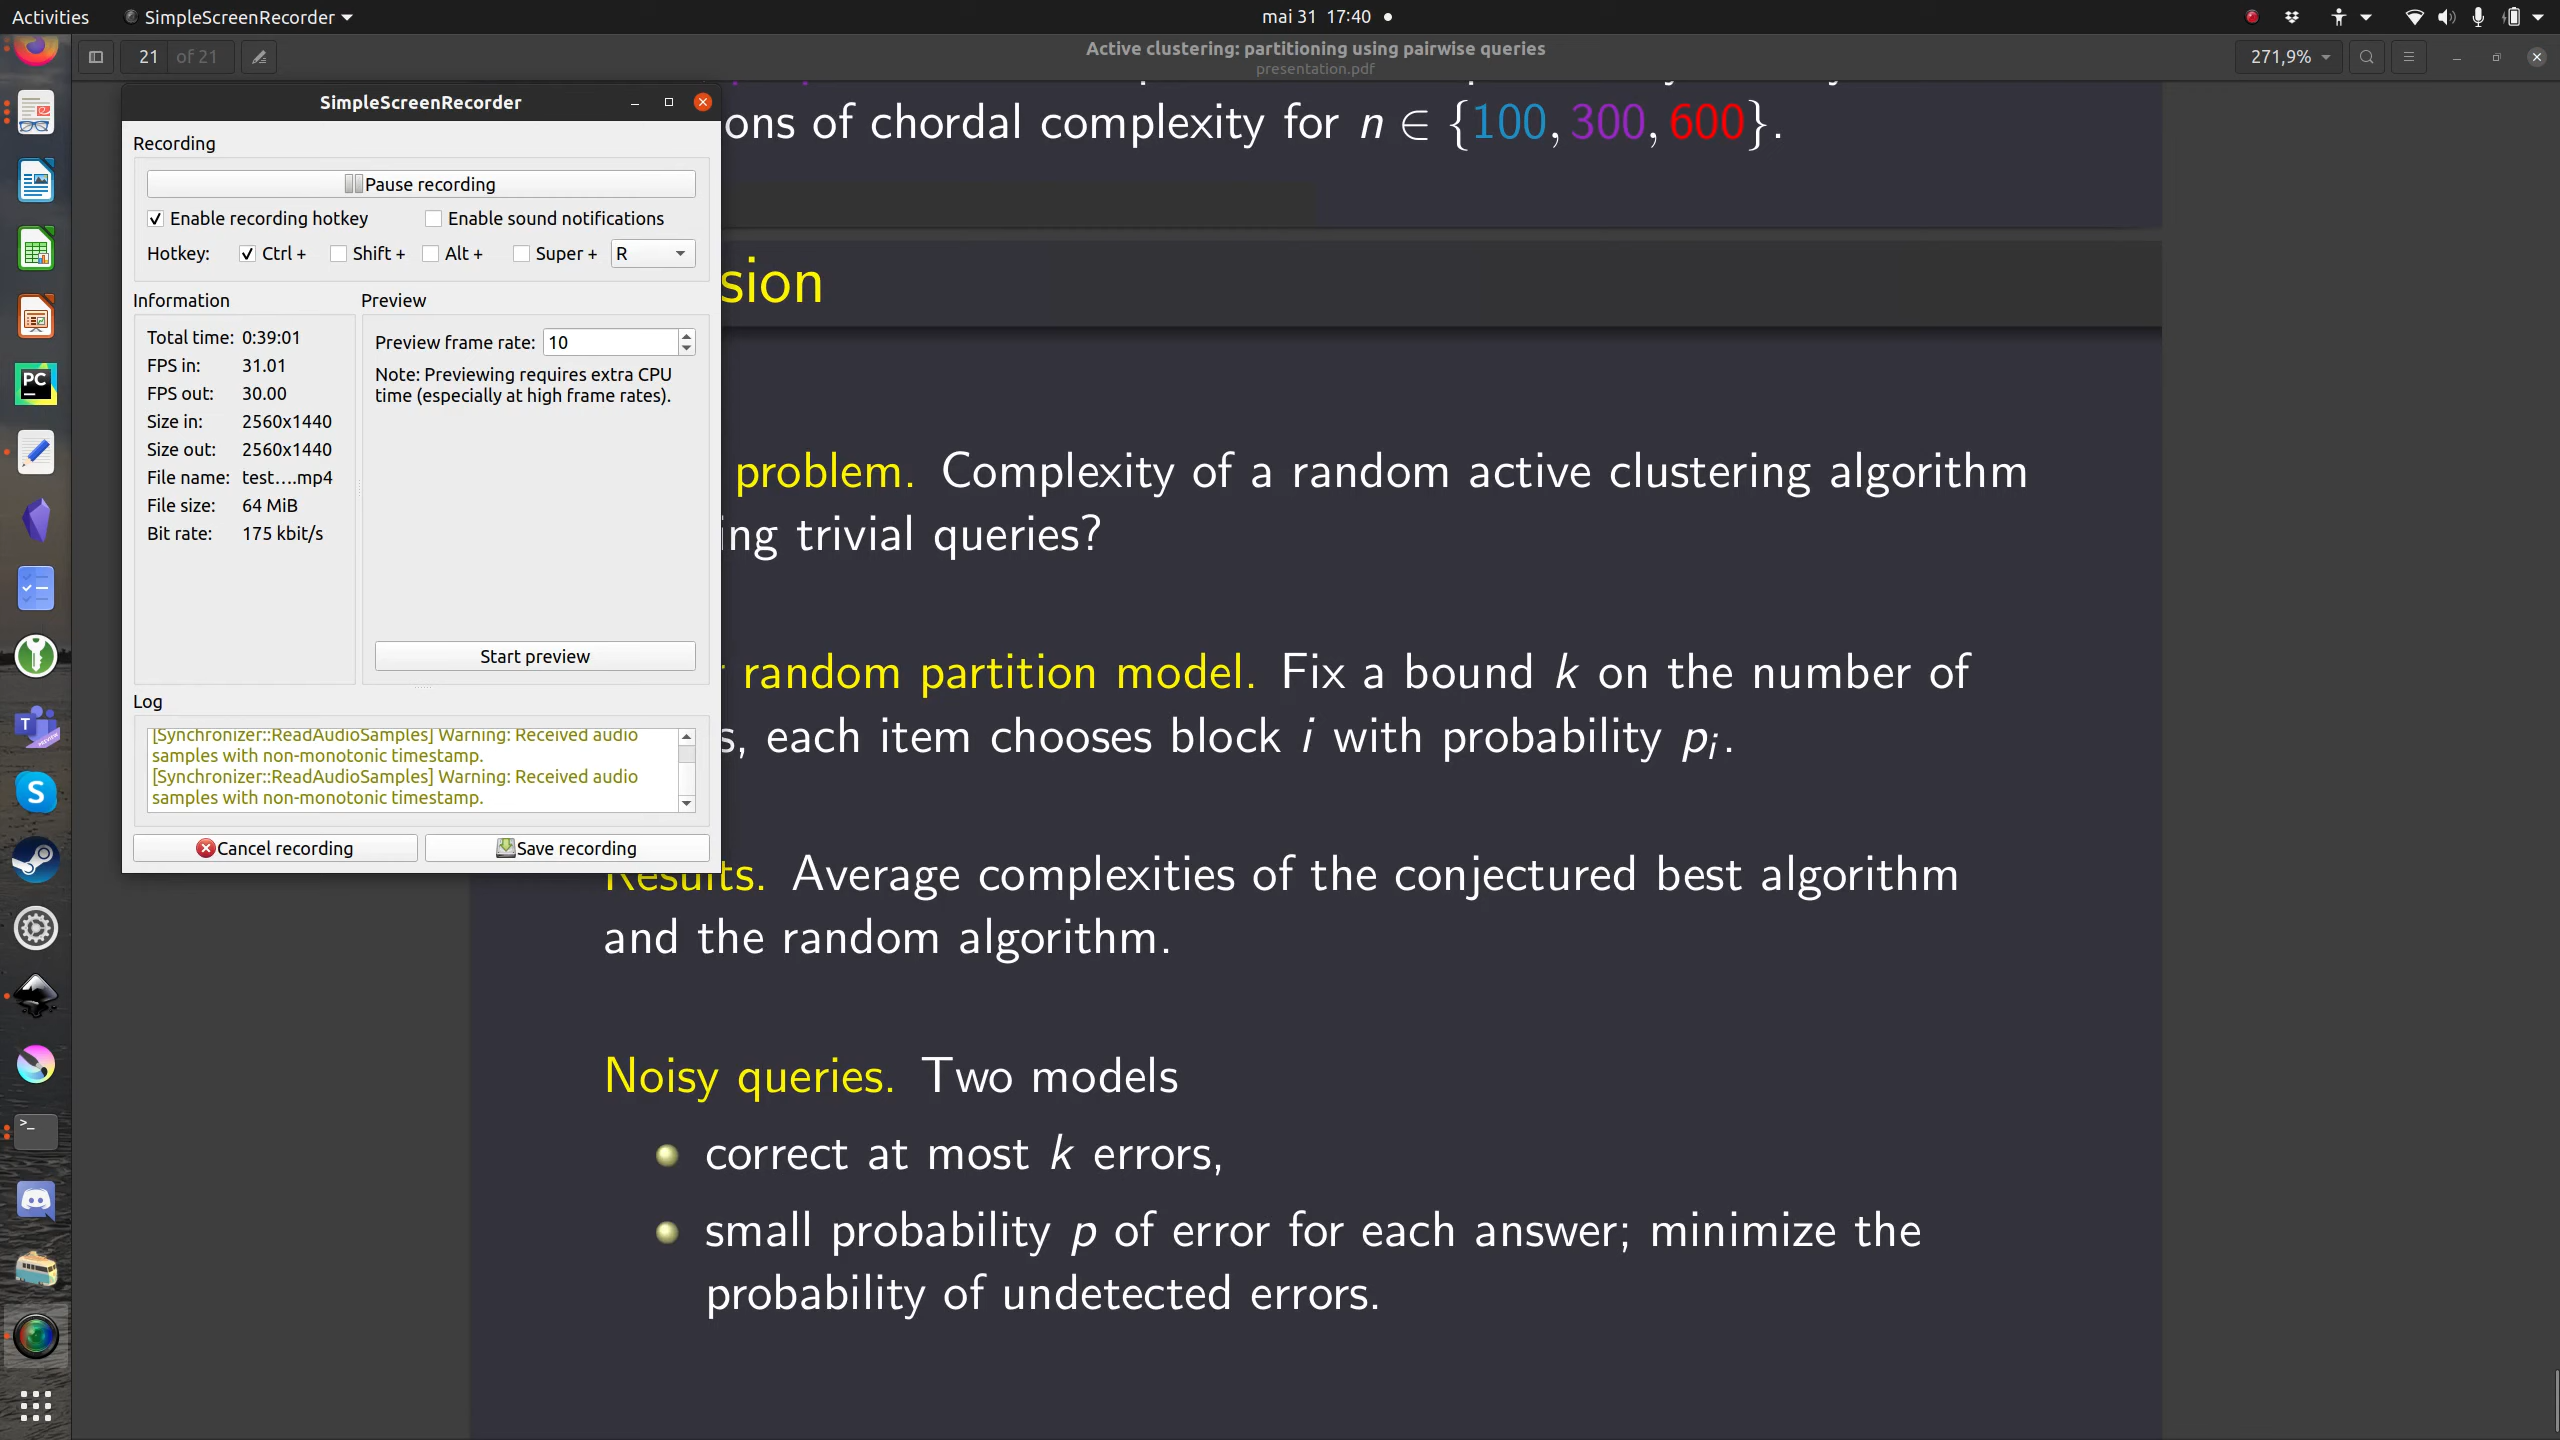 Activities
SimpleScreenRecorder
mai 31 17:40
21 of 21
Active clustering: partitioning using pairwise queries
presentation.pdf
271,9%
SimpleScreenRecorder
Recording
Pause recording
Enable recording hotkey
Enable sound notifications
Hotkey:
Ctrl +
Shift +
Alt +
Super +
R
Information
Total time: 0:39:01
FPS in: 31.01
FPS out: 30.00
Size in: 2560x1440
Size out: 2560x1440
File name: test....mp4
File size: 64 MiB
Bit rate: 175 kbit/s
Preview
Preview frame rate: 10
Note: Previewing requires extra CPU
time (especially at high frame rates).
Start preview
Log
[Synchronizer::ReadAudioSamples] Warning: Received audio
samples with non-monotonic timestamp.
[Synchronizer::ReadAudioSamples] Warning: Received audio
samples with non-monotonic timestamp.
Cancel recording
Save recording
ons of chordal complexity for n ∈ {100, 300, 600}.
sion
problem. Complexity of a random active clustering algorithm
ing trivial queries?
random partition model. Fix a bound k on the number of
s, each item chooses block i with probability pᵢ.
Results. Average complexities of the conjectured best algorithm
and the random algorithm.
Noisy queries. Two models
correct at most k errors,
small probability p of error for each answer; minimize the
probability of undetected errors.
PC
T
S
>_